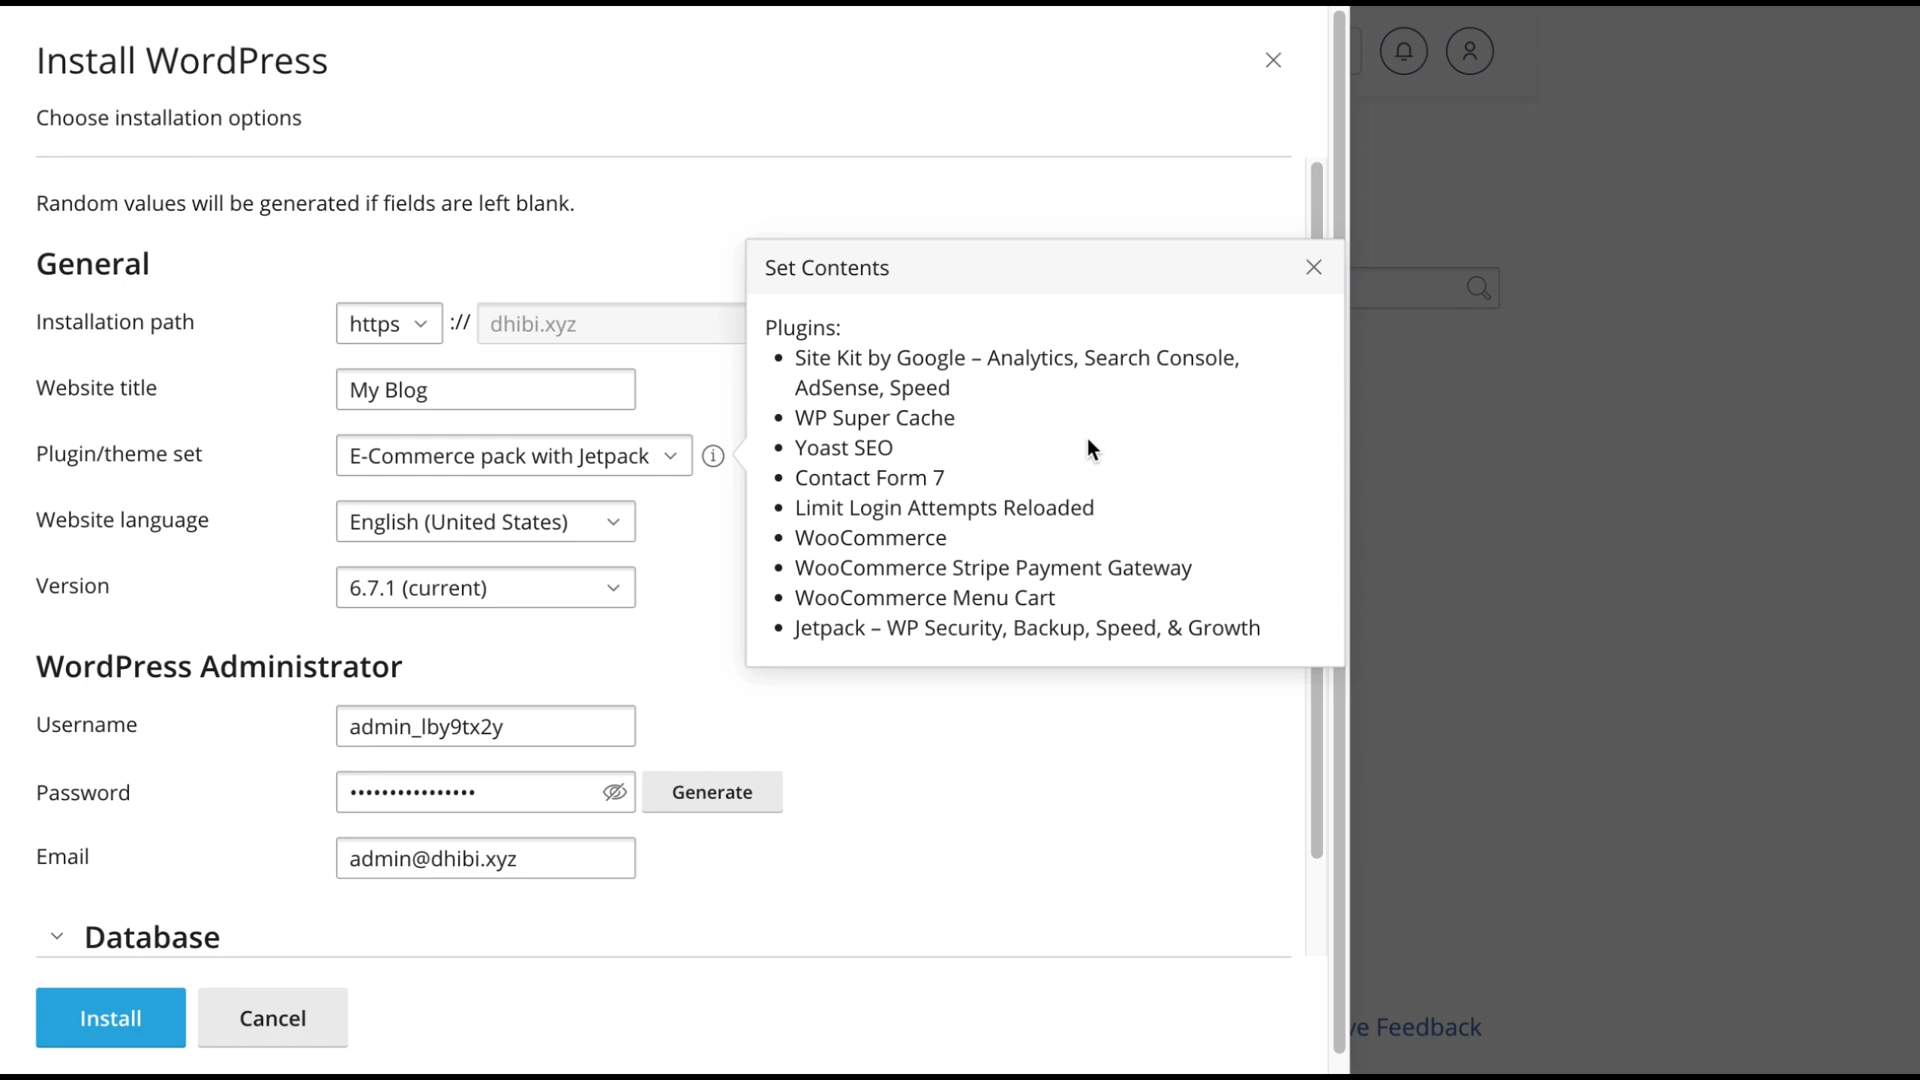 Install WordPress
Choose installation options
Random values will be generated if fields are left blank.
General
Installation path
https :// dhibi.xyz
Website title
My Blog
Plugin/theme set
E-Commerce pack with Jetpack
Website language
English (United States)
Version
6.7.1 (current)
Set Contents
Plugins:
• Site Kit by Google – Analytics, Search Console,
AdSense, Speed
• WP Super Cache
• Yoast SEO
• Contact Form 7
• Limit Login Attempts Reloaded
• WooCommerce
• WooCommerce Stripe Payment Gateway
• WooCommerce Menu Cart
• Jetpack – WP Security, Backup, Speed, & Growth
WordPress Administrator
Username
admin_lby9tx2y
Password
••••••••••••••••
Generate
Email
admin@dhibi.xyz
Database
Install
Cancel
Feedback